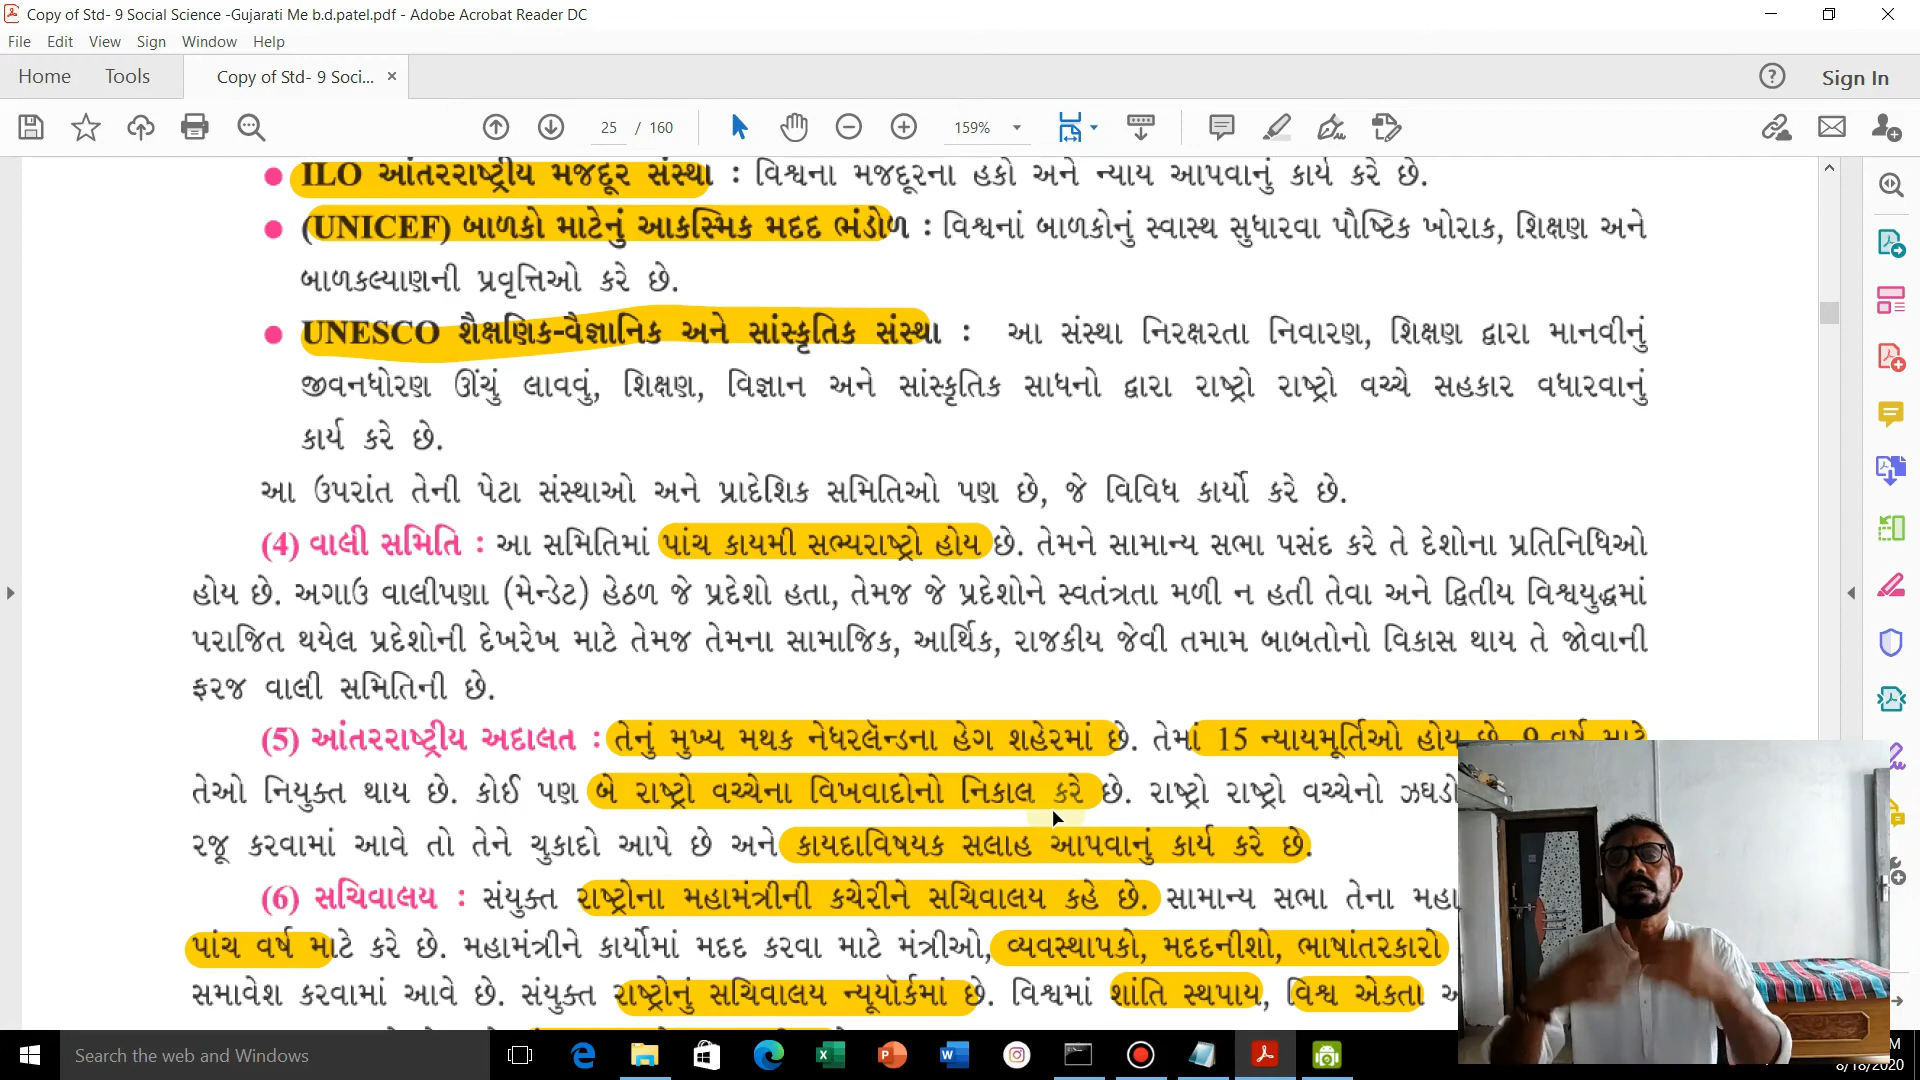 Copy of Std- 9 Social Science -Gujarati Me b.d.patel.pdf - Adobe Acrobat Reader DC
File Edit View Sign Window Help
Home Tools Copy of Std- 9 Soci... × Sign In
25 / 160 159%
● ILO આંતરરાષ્ટ્રીય મજદૂર સંસ્થા : વિશ્વના મજદૂરના હકો અને ન્યાય આપવાનું કાર્ય કરે છે.
● (UNICEF) બાળકો માટેનું આકસ્મિક મદદ ભંડોળ : વિશ્વનાં બાળકોનું સ્વાસ્થ સુધારવા પૌષ્ટિક ખોરાક, શિક્ષણ અને
બાળકલ્યાણની પ્રવૃત્તિઓ કરે છે.
● UNESCO શૈક્ષણિક-વૈજ્ઞાનિક અને સાંસ્કૃતિક સંસ્થા : આ સંસ્થા નિરક્ષરતા નિવારણ, શિક્ષણ દ્વારા માનવીનું
જીવનધોરણ ઊંચું લાવવું, શિક્ષણ, વિજ્ઞાન અને સાંસ્કૃતિક સાધનો દ્વારા રાષ્ટ્રો રાષ્ટ્રો વચ્ચે સહકાર વધારવાનું
કાર્ય કરે છે.
આ ઉપરાંત તેની પેટા સંસ્થાઓ અને પ્રાદેશિક સમિતિઓ પણ છે, જે વિવિધ કાર્યો કરે છે.
(4) વાલી સમિતિ : આ સમિતિમાં પાંચ કાયમી સભ્યરાષ્ટ્રો હોય છે. તેમને સામાન્ય સભા પસંદ કરે તે દેશોના પ્રતિનિધિઓ
હોય છે. અગાઉ વાલીપણા (મેન્ડેટ) હેઠળ જે પ્રદેશો હતા, તેમજ જે પ્રદેશોને સ્વતંત્રતા મળી ન હતી તેવા અને દ્વિતીય વિશ્વયુદ્ધમાં
પરાજિત થયેલ પ્રદેશોની દેખરેખ માટે તેમજ તેમના સામાજિક, આર્થિક, રાજકીય જેવી તમામ બાબતોનો વિકાસ થાય તે જોવાની
ફરજ વાલી સમિતિની છે.
(5) આંતરરાષ્ટ્રીય અદાલત : તેનું મુખ્ય મથક નેધરલૅન્ડના હેગ શહેરમાં છે. તેમાં 15 ન્યાયમૂર્તિઓ હોય છે. 9 વર્ષ માટે
તેઓ નિયુક્ત થાય છે. કોઈ પણ બે રાષ્ટ્રો વચ્ચેના વિખવાદોનો નિકાલ કરે છે. રાષ્ટ્રો રાષ્ટ્રો વચ્ચેનો ઝઘડો
રજૂ કરવામાં આવે તો તેને ચુકાદો આપે છે અને કાયદાવિષયક સલાહ આપવાનું કાર્ય કરે છે.
(6) સચિવાલય : સંયુક્ત રાષ્ટ્રોના મહામંત્રીની કચેરીને સચિવાલય કહે છે. સામાન્ય સભા તેના મહા
પાંચ વર્ષ માટે કરે છે. મહામંત્રીને કાર્યોમાં મદદ કરવા માટે મંત્રીઓ, વ્યવસ્થાપકો, મદદનીશો, ભાષાંતરકારો
સમાવેશ કરવામાં આવે છે. સંયુક્ત રાષ્ટ્રોનું સચિવાલય ન્યૂયૉર્કમાં છે. વિશ્વમાં શાંતિ સ્થપાય, વિશ્વ એકતા
Search the web and Windows
8/18/2020